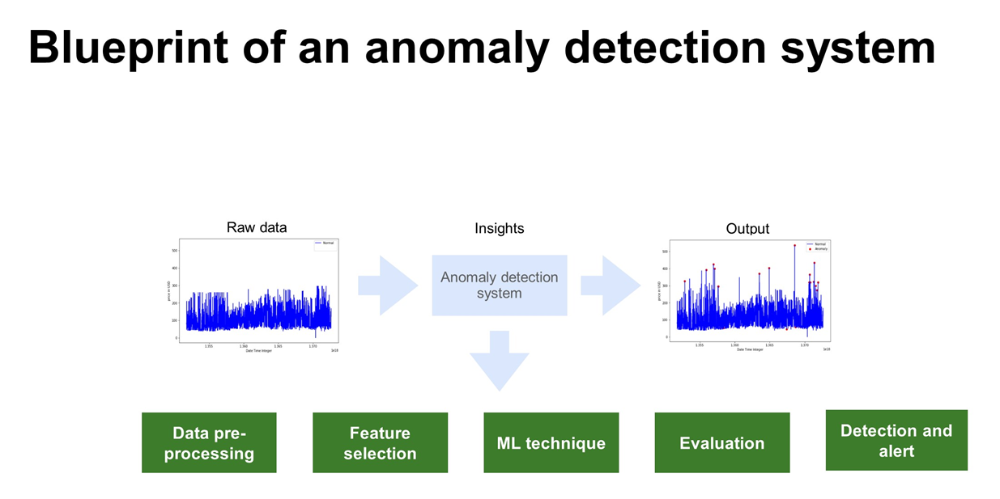 Blueprint of an anomaly detection system
Raw data
Insights
Output
Normal
500
400
300
200
100
0
price in USD
1.355
1.360
1.365
1.370
Date Time Integer
1e18
Anomaly detection
system
Normal
Anomaly
500
400
300
200
100
0
price in USD
1.355
1.360
1.365
1.370
Date Time Integer
1e18
Data pre-
processing
Feature
selection
ML technique
Evaluation
Detection and
alert